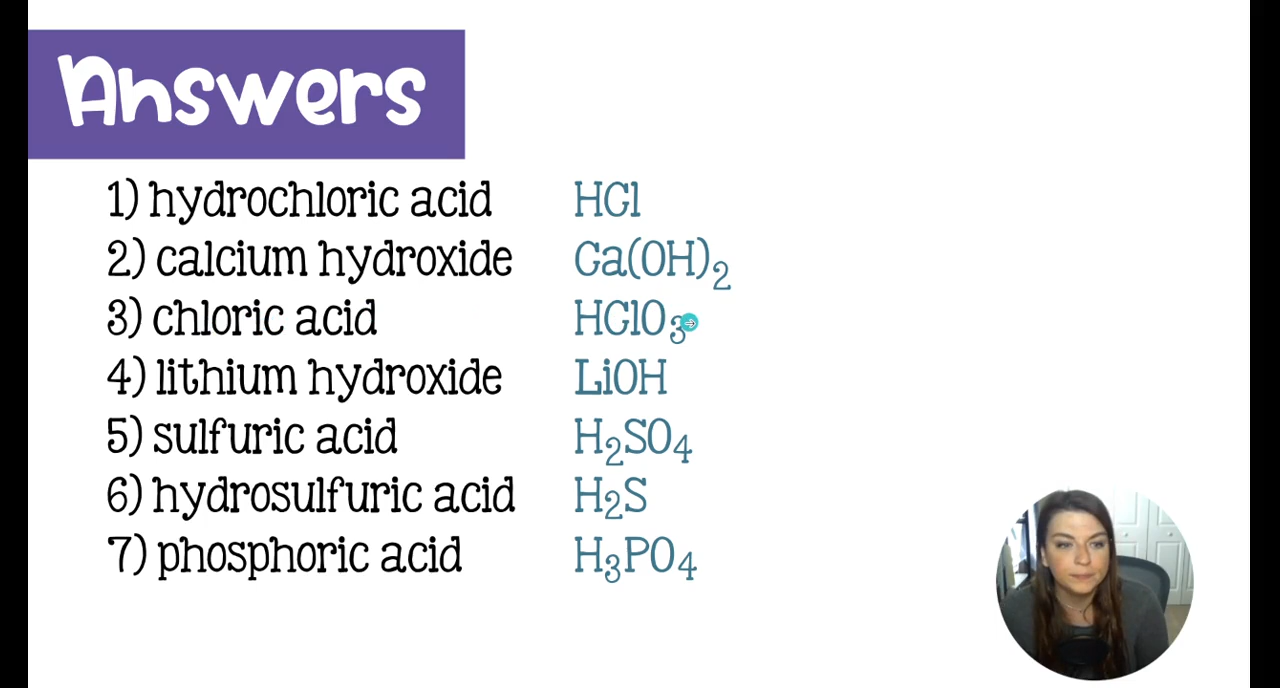 Answers
1) hydrochloric acid HCl
2) calcium hydroxide Ca(OH)₂
3) chloric acid HClO₃
4) lithium hydroxide LiOH
5) sulfuric acid H₂SO₄
6) hydrosulfuric acid H₂S
7) phosphoric acid H₃PO₄